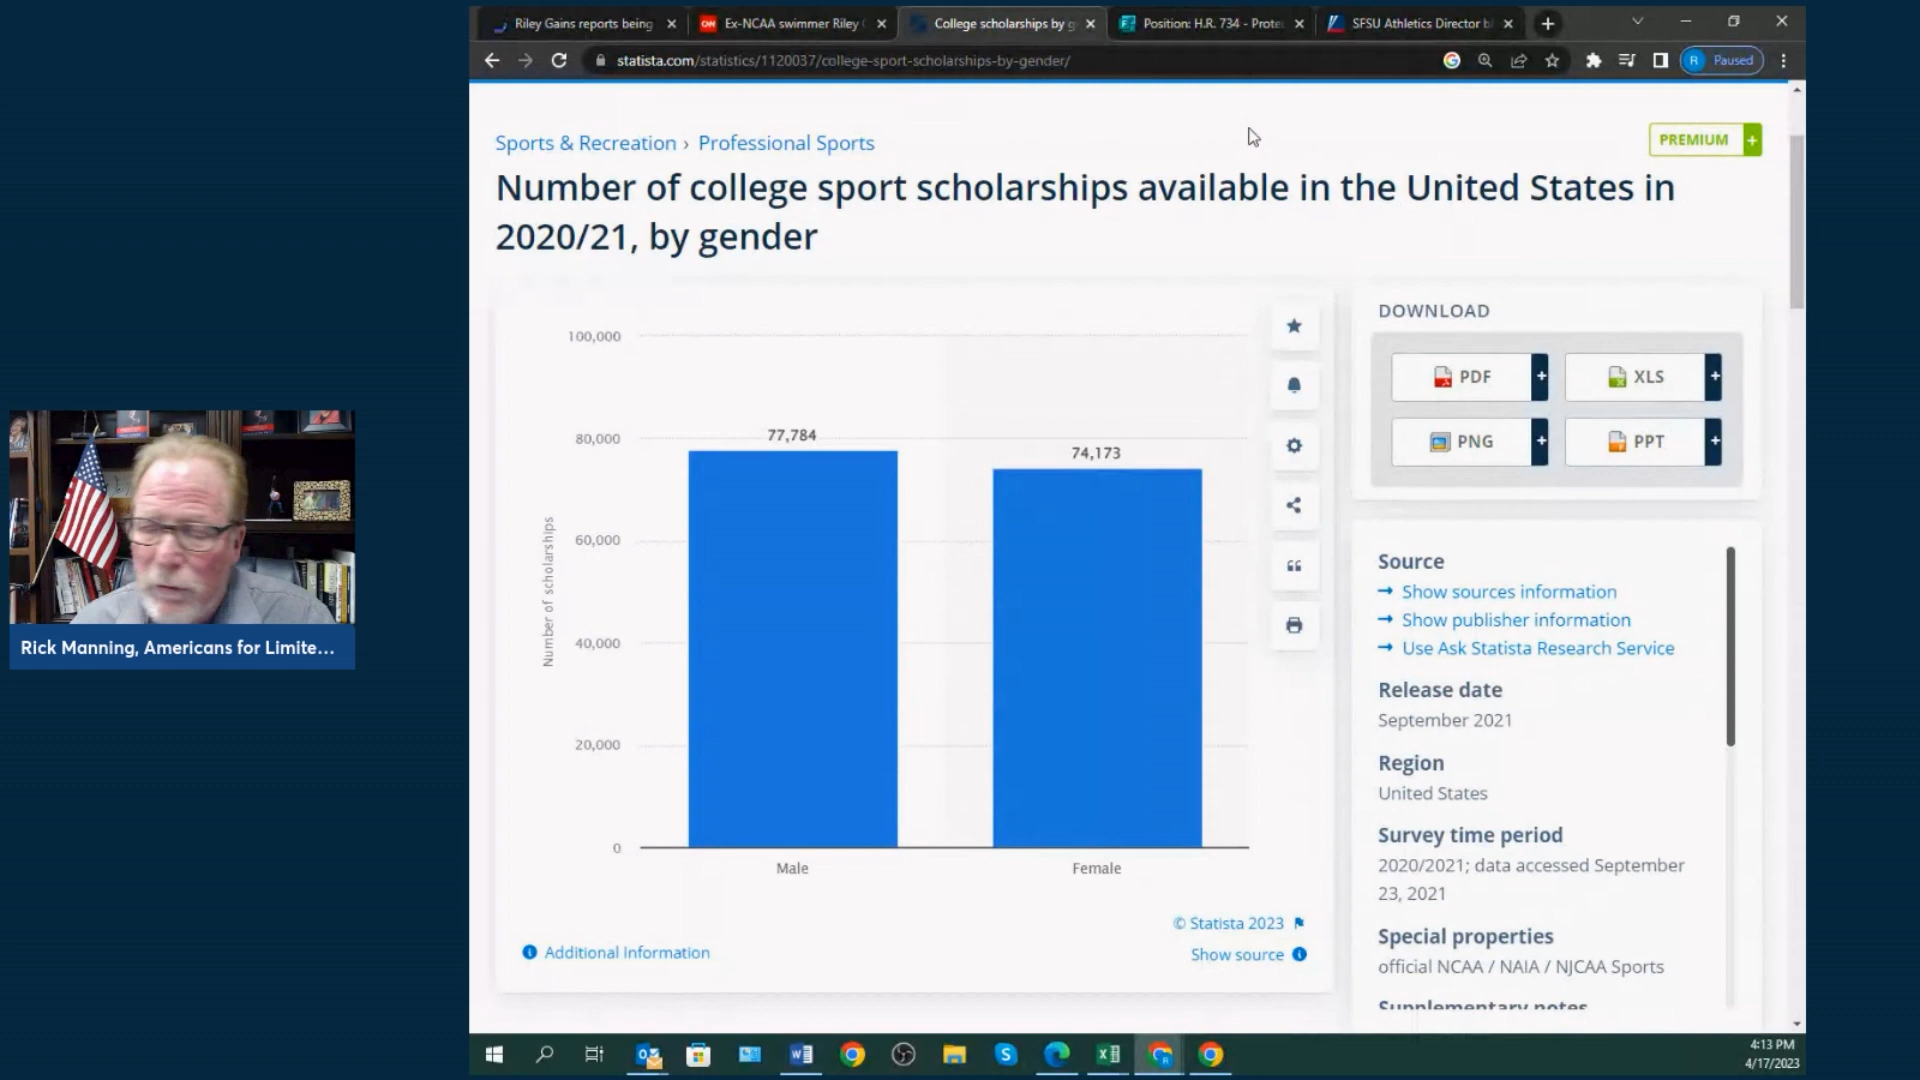 Riley Gains reports being
Ex-NCAA swimmer Riley
College scholarships by g
Position: H.R. 734 - Prote
SFSU Athletics Director b
statista.com/statistics/1120037/college-sport-scholarships-by-gender/
R Paused
Sports & Recreation › Professional Sports
PREMIUM +
Number of college sport scholarships available in the United States in
2020/21, by gender
100,000
80,000
60,000
40,000
20,000
0
Number of scholarships
77,784
74,173
Male
Female
© Statista 2023
Additional Information
Show source
DOWNLOAD
PDF +
XLS +
PNG +
PPT +
Source
→ Show sources information
→ Show publisher information
→ Use Ask Statista Research Service
Release date
September 2021
Region
United States
Survey time period
2020/2021; data accessed September
23, 2021
Special properties
official NCAA / NAIA / NJCAA Sports
Supplementary notes
Rick Manning, Americans for Limite...
4:13 PM
4/17/2023